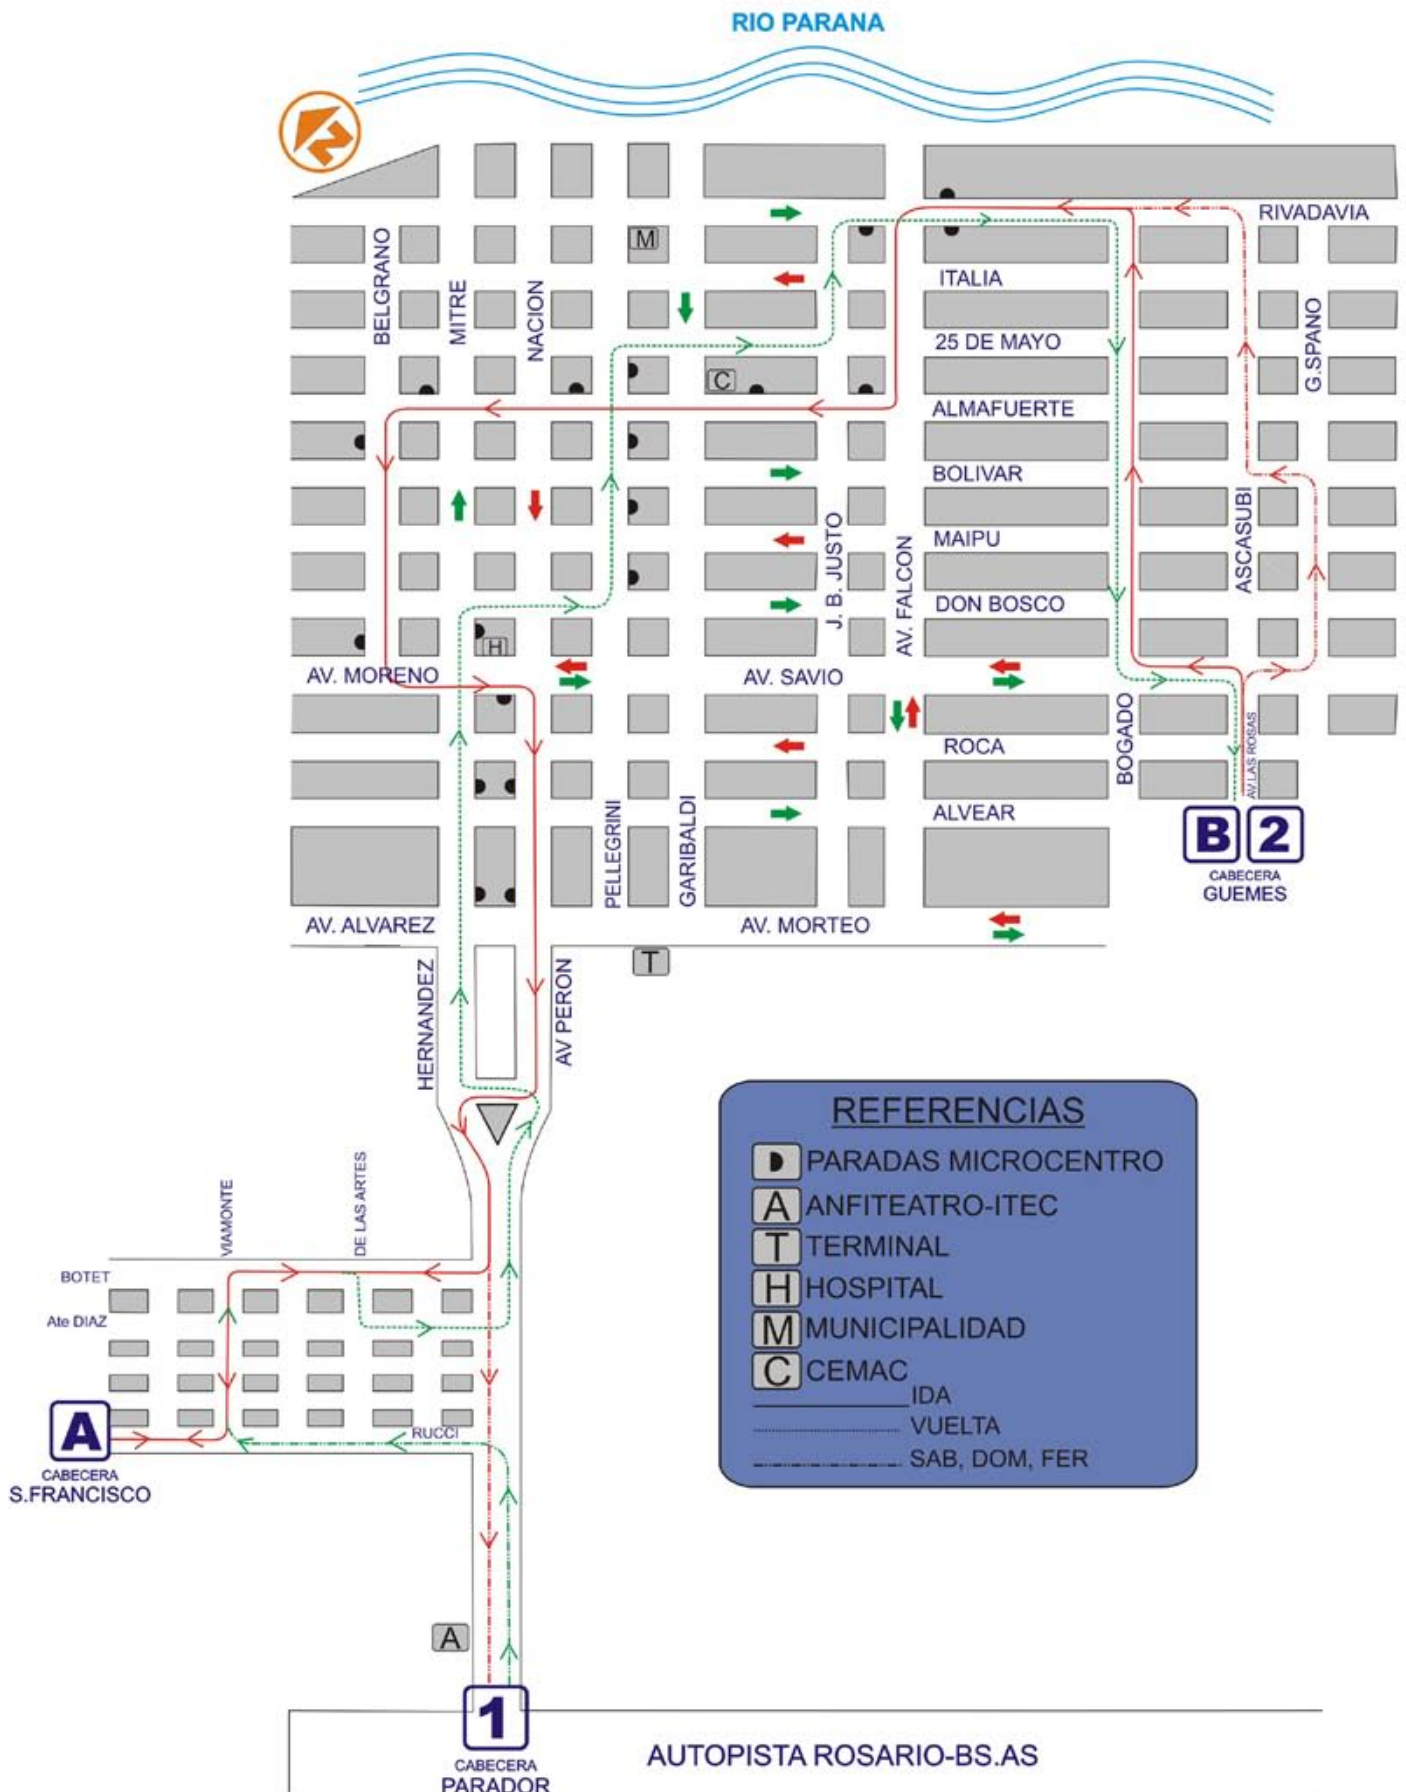 RIO PARANA
RIVADAVIA
BELGRANO
MITRE
NACION
M
ITALIA
G.SPANO
25 DE MAYO
C
ALMAFUERTE
BOLIVAR
ASCASUBI
J. B. JUSTO
AV. FALCON
MAIPU
DON BOSCO
H
AV. MORENO
AV. SAVIO
BOGADO
AV.LAS ROSAS
ROCA
PELLEGRINI
GARIBALDI
ALVEAR
B 2
CABECERA
GUEMES
AV. ALVAREZ
AV. MORTEO
T
HERNANDEZ
AV PERON
REFERENCIAS
PARADAS MICROCENTRO
A ANFITEATRO-ITEC
T TERMINAL
H HOSPITAL
M MUNICIPALIDAD
C CEMAC
IDA
VUELTA
SAB, DOM, FER
VIAMONTE
DE LAS ARTES
BOTET
Ate DIAZ
A
RUCCI
CABECERA
S.FRANCISCO
A
1
CABECERA
PARADOR
AUTOPISTA ROSARIO-BS.AS